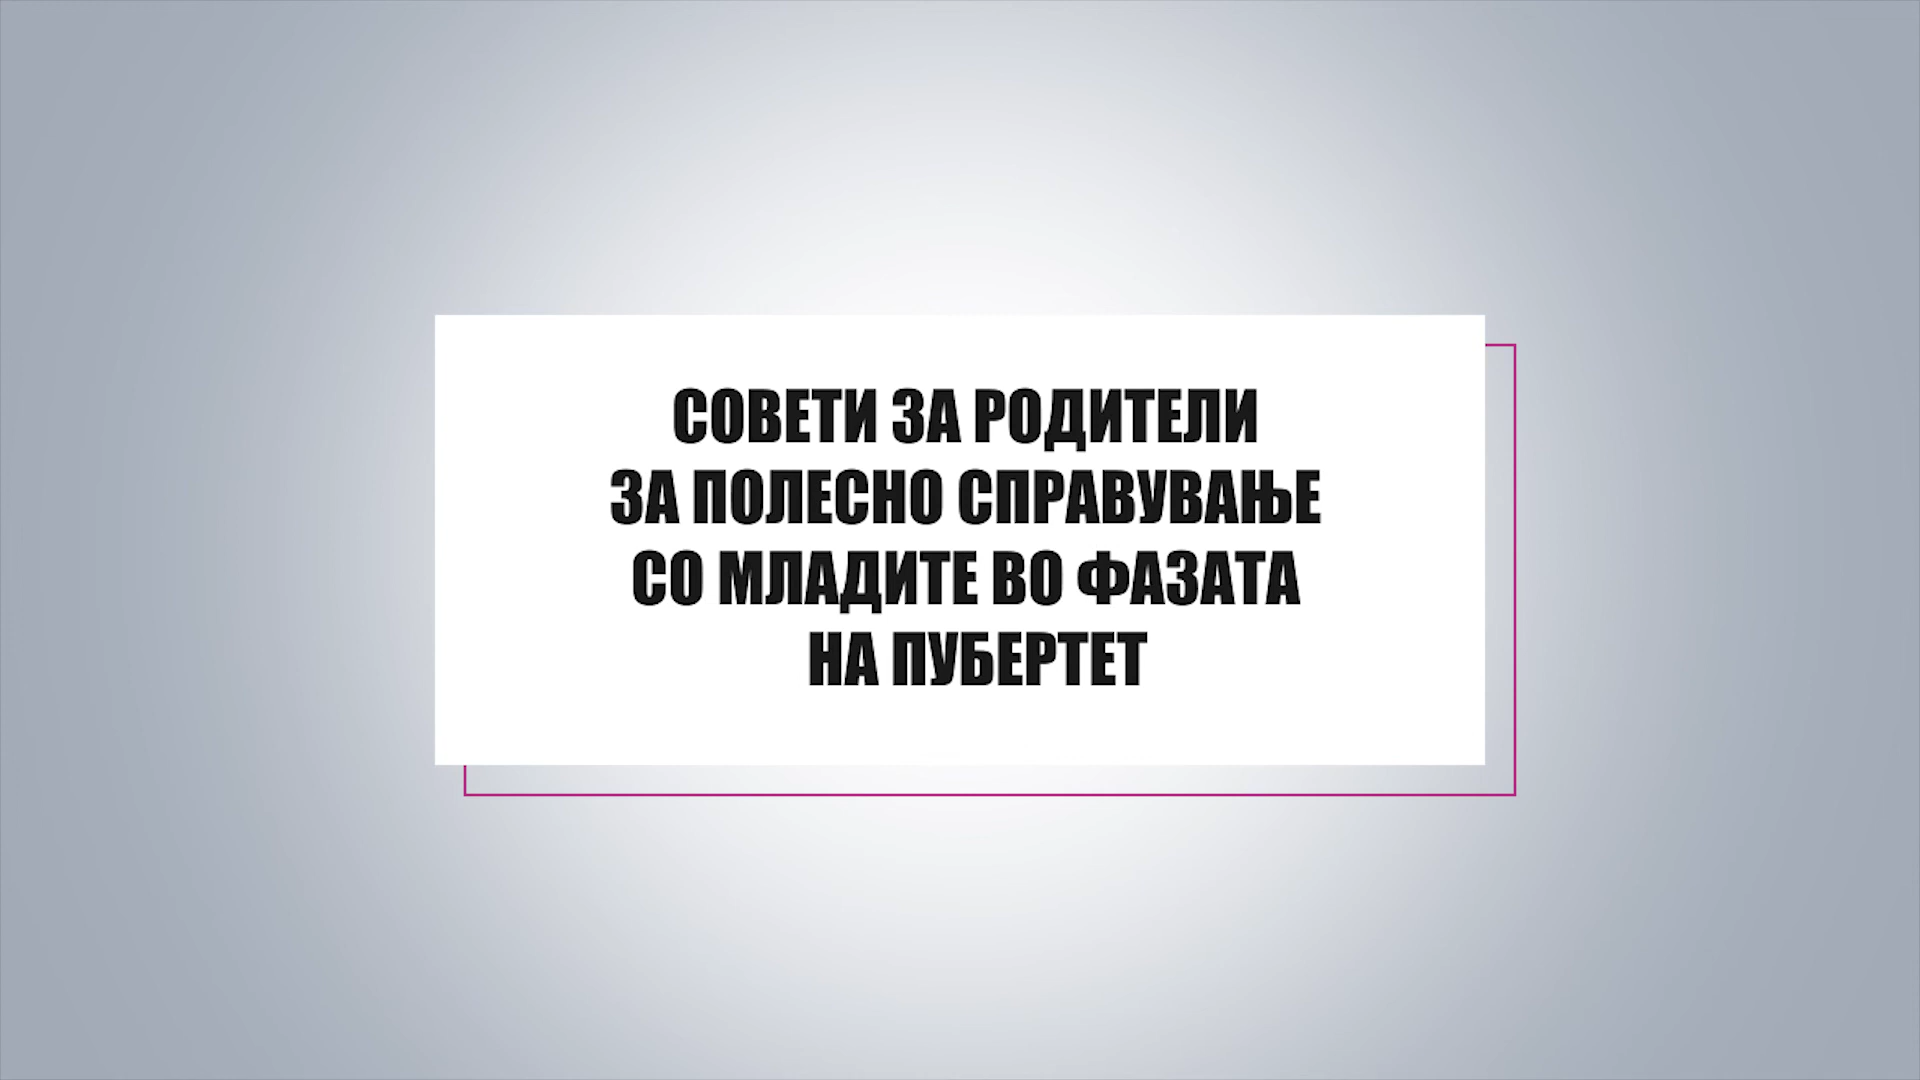 СОВЕТИ ЗА РОДИТЕЛИ
ЗА ПОЛЕСНО СПРАВУВАЊЕ
СО МЛАДИТЕ ВО ФАЗАТА
НА ПУБЕРТЕТ